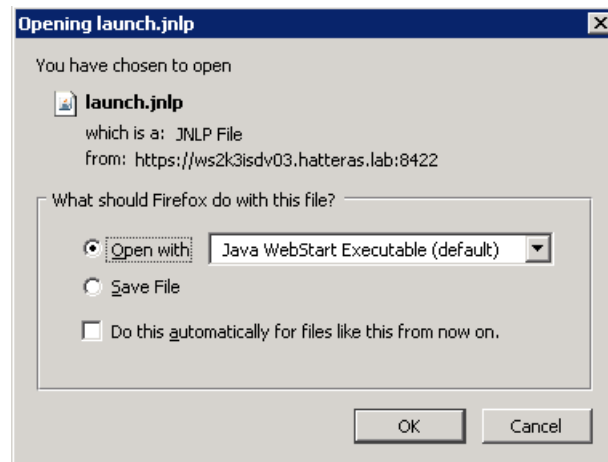 Opening launch.jnlp
You have chosen to open
launch.jnlp
which is a: JNLP File
from: https://ws2k3isdv03.hatteras.lab:8422
What should Firefox do with this file?
Open with Java WebStart Executable (default)
Save File
Do this automatically for files like this from now on.
OK Cancel